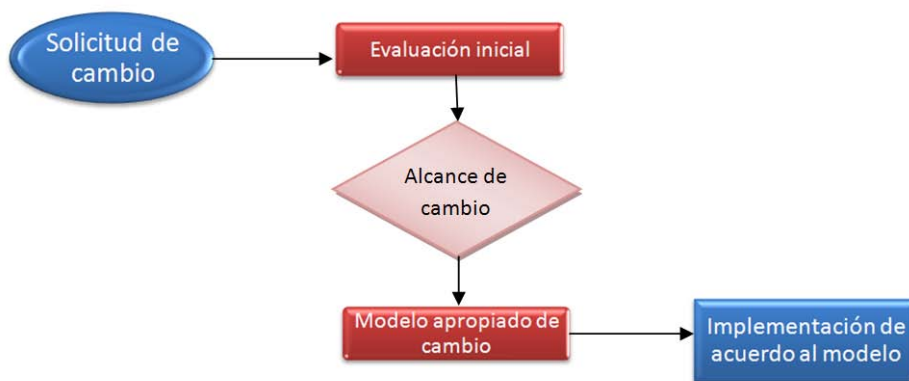 Solicitud de
cambio
Evaluación inicial
Alcance de
cambio
Modelo apropiado de
cambio
Implementación de
acuerdo al modelo